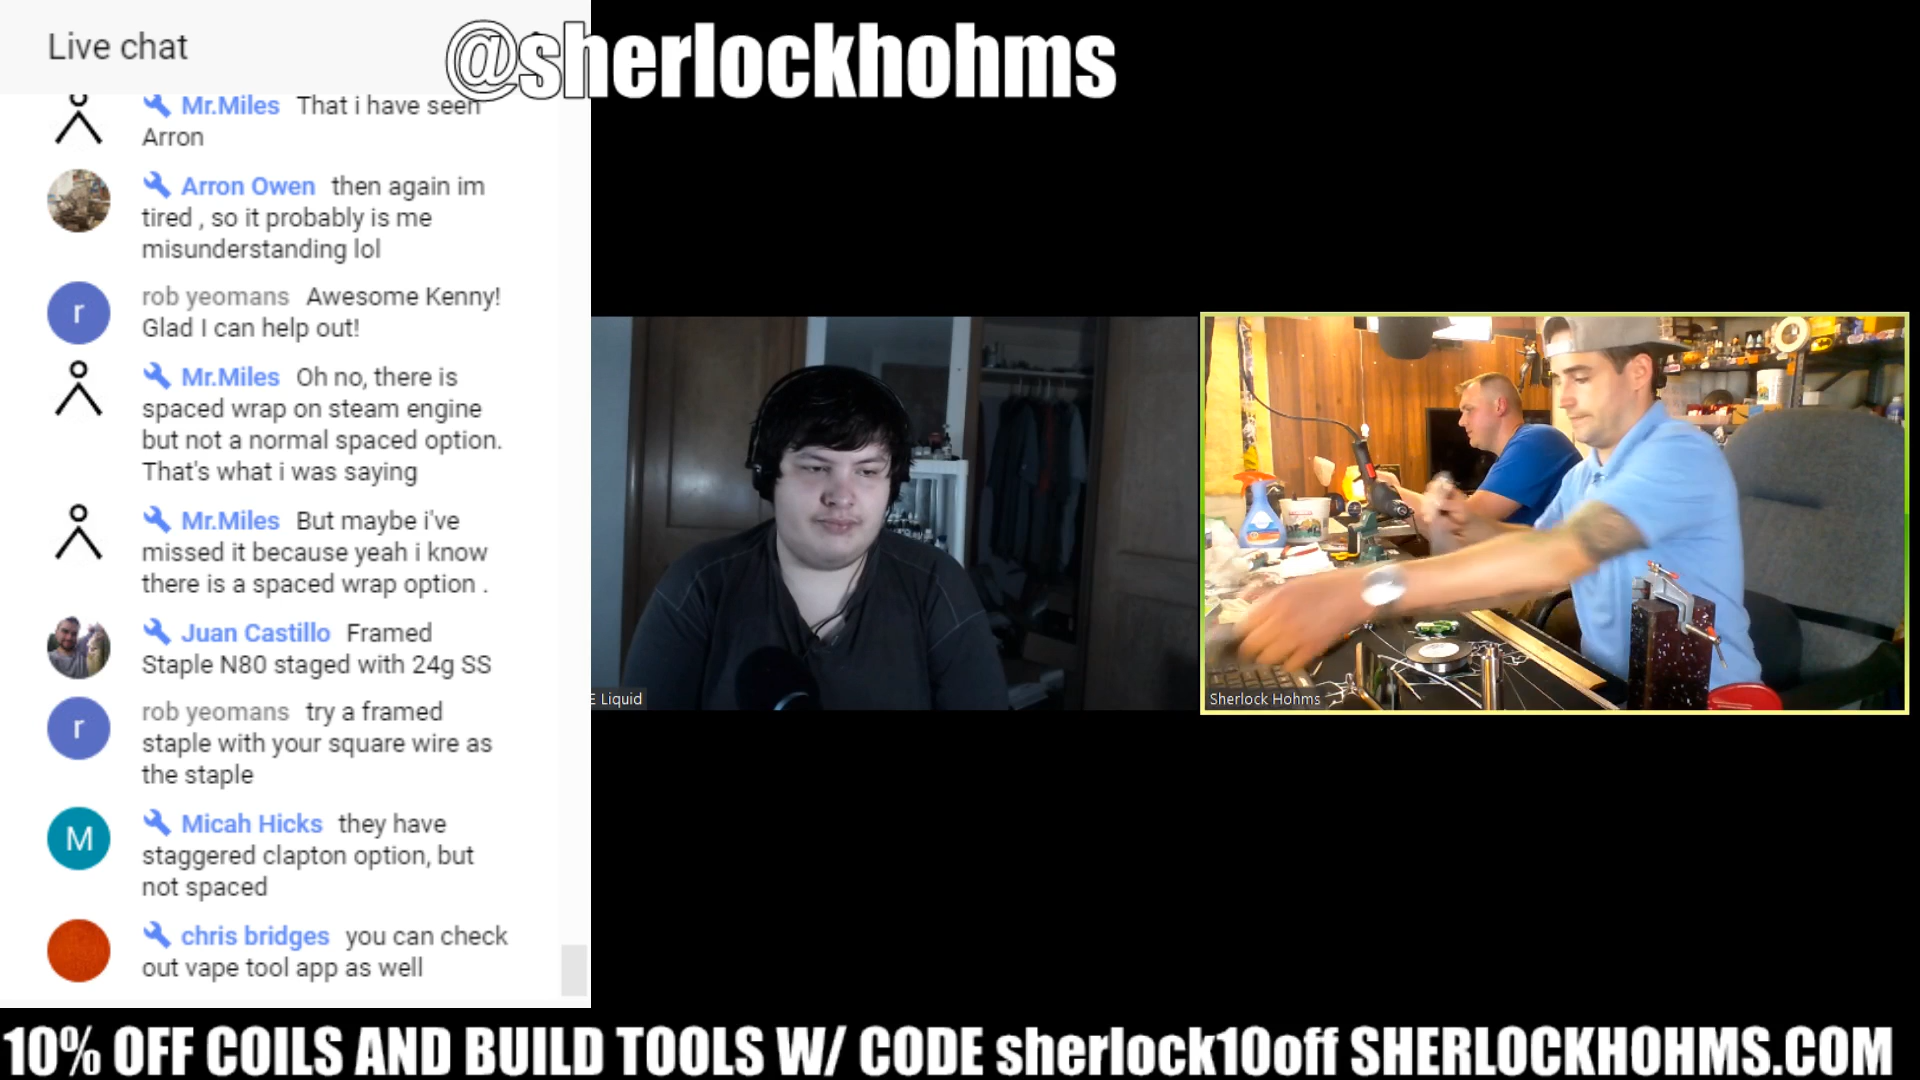 Live chat
@sherlockhohms
Mr.Miles That i have seen
Arron
Arron Owen then again im
tired , so it probably is me
misunderstanding lol
r
rob yeomans Awesome Kenny!
Glad I can help out!
Mr.Miles Oh no, there is
spaced wrap on steam engine
but not a normal spaced option.
That's what i was saying
Mr.Miles But maybe i've
missed it because yeah i know
there is a spaced wrap option .
Juan Castillo Framed
Staple N80 staged with 24g SS
r
rob yeomans try a framed
staple with your square wire as
the staple
M
Micah Hicks they have
staggered clapton option, but
not spaced
chris bridges you can check
out vape tool app as well
E Liquid
Sherlock Hohms
10% OFF COILS AND BUILD TOOLS W/ CODE sherlock10off SHERLOCKHOHMS.COM